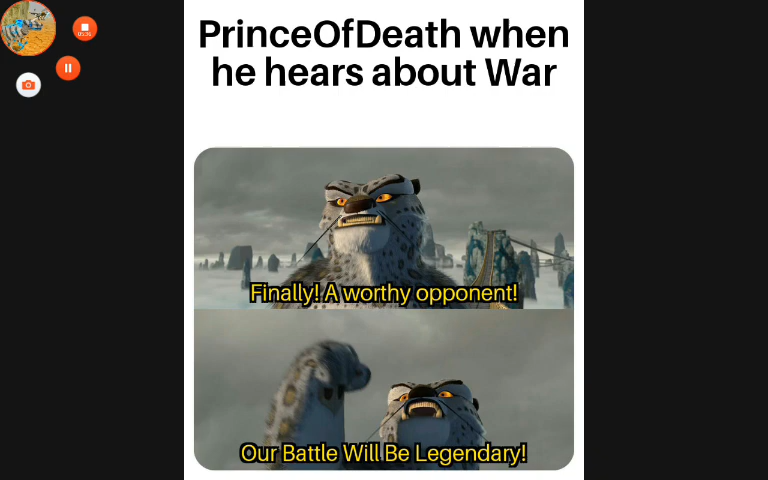 PrinceOfDeath when
he hears about War
Finally! A worthy opponent!
Our Battle Will Be Legendary!